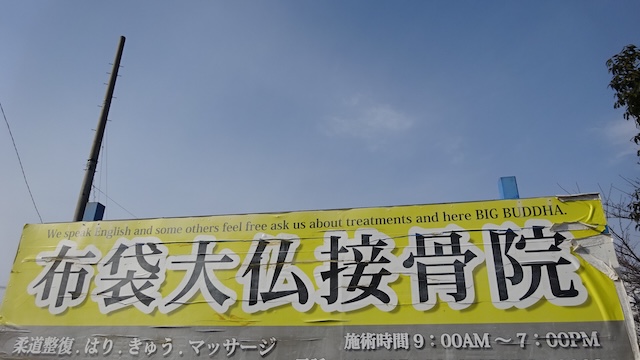 We speak English and some others feel free ask us about treatments and here BIG BUDDHA.
布袋大仏接骨院
柔道整復.はり.きゅう.マッサージ 施術時間 9:00AM～7:00PM